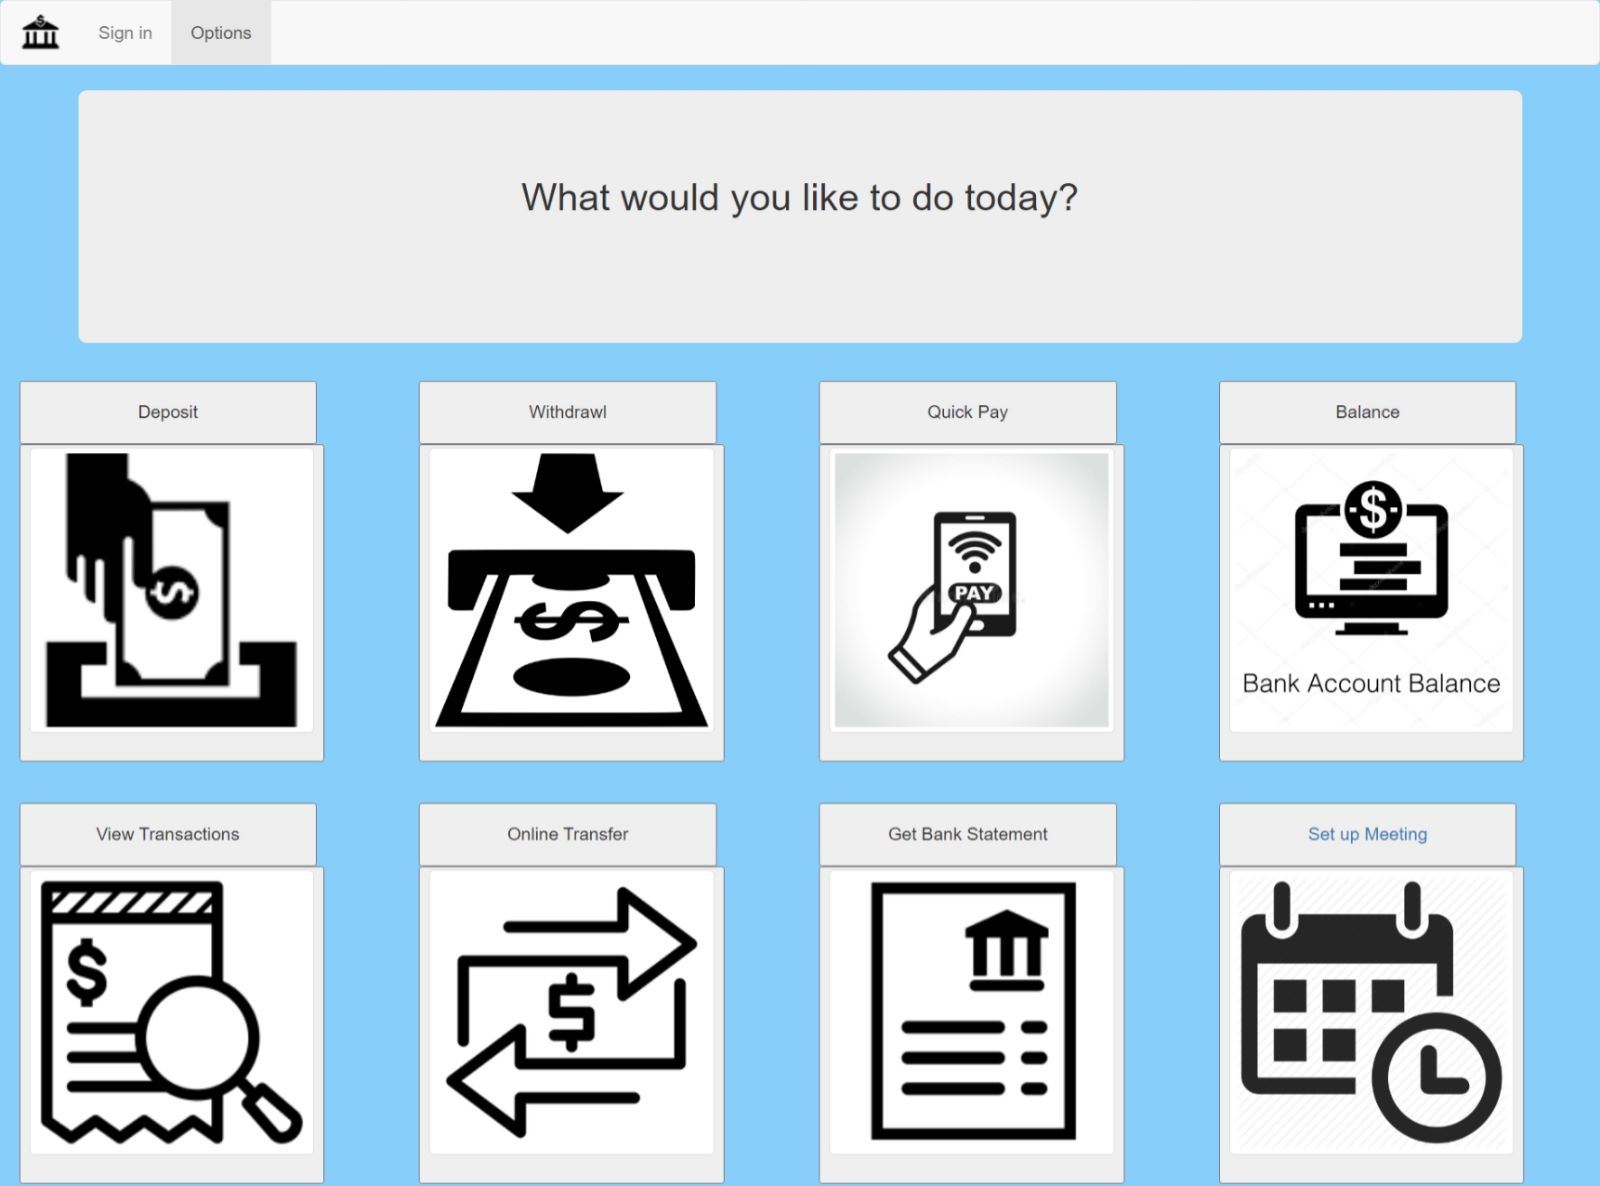 Sign in
Options
What would you like to do today?
Deposit
Withdrawl
Quick Pay
Balance
$
$
PAY
$
Bank Account Balance
View Transactions
Online Transfer
Get Bank Statement
Set up Meeting
$
$